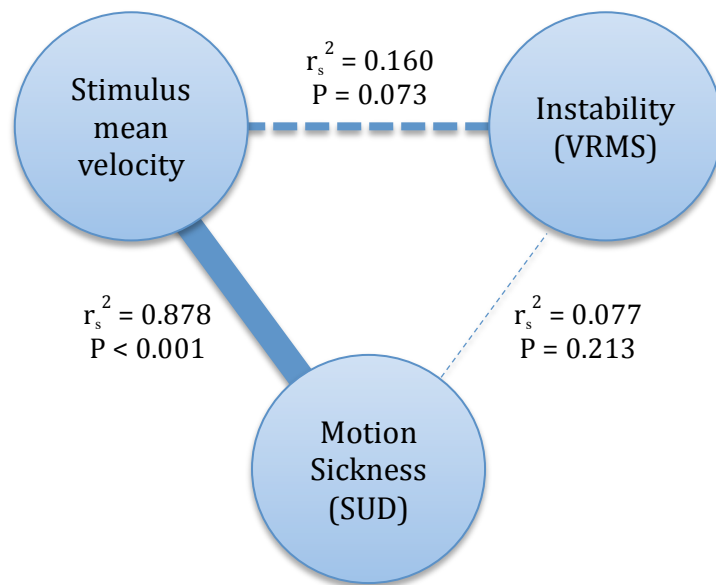 Stimulus
mean
velocity
rₛ² = 0.160
P = 0.073
Instability
(VRMS)
rₛ² = 0.878
P < 0.001
rₛ² = 0.077
P = 0.213
Motion
Sickness
(SUD)